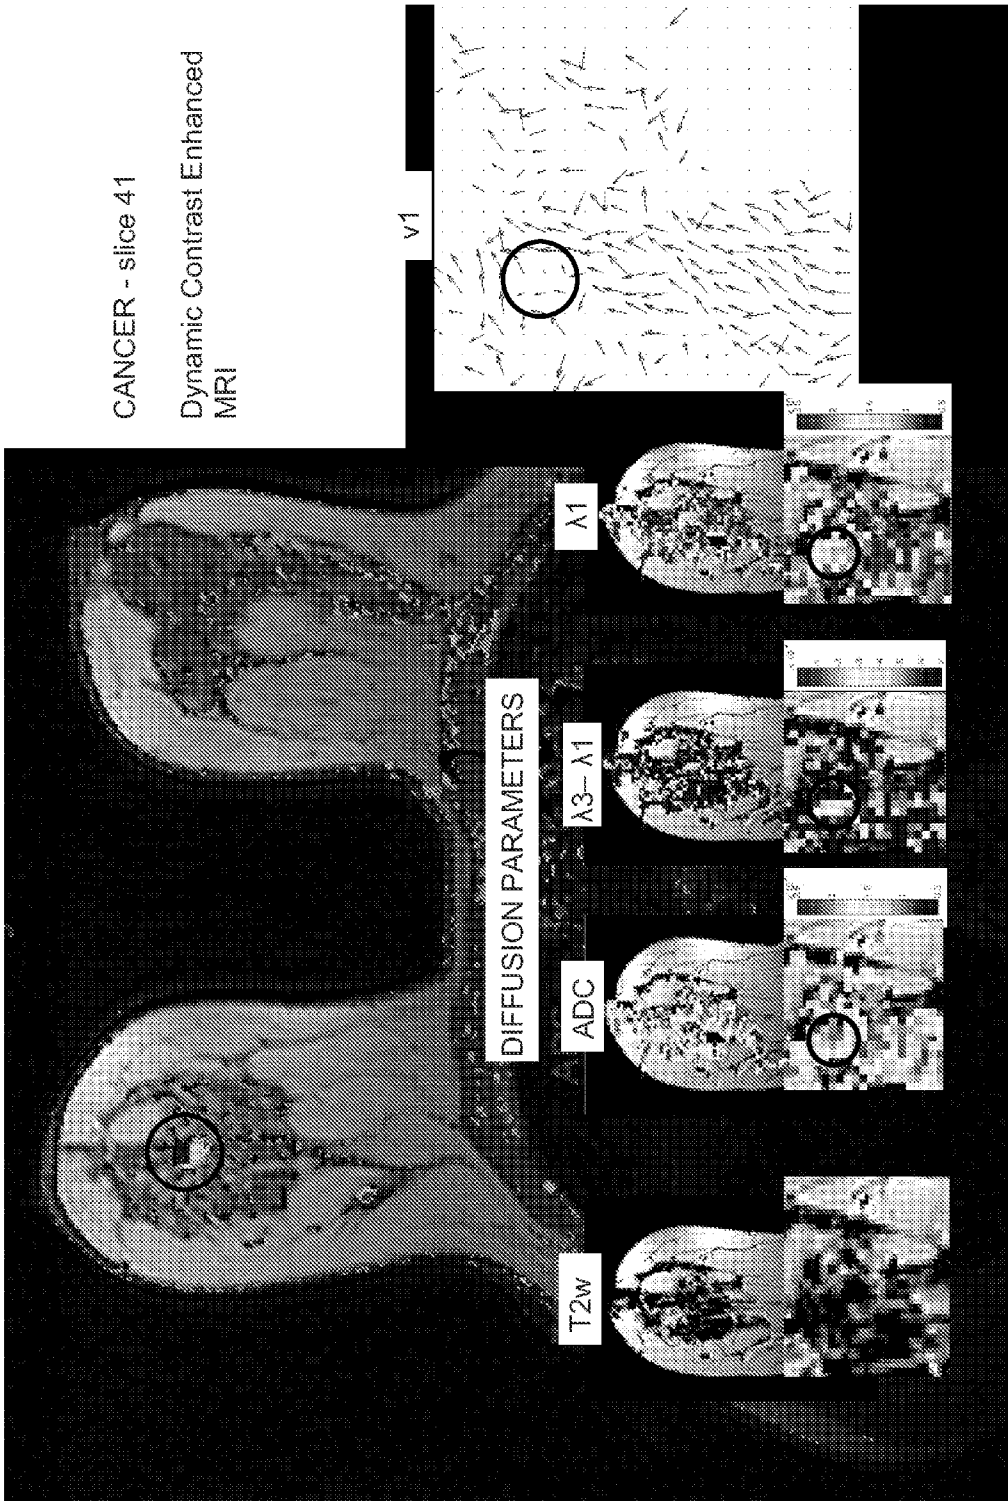 CANCER - slice 41
Dynamic Contrast Enhanced
MRI
v1
DIFFUSION PARAMETERS
T2w
ADC
λ3– λ1
λ1